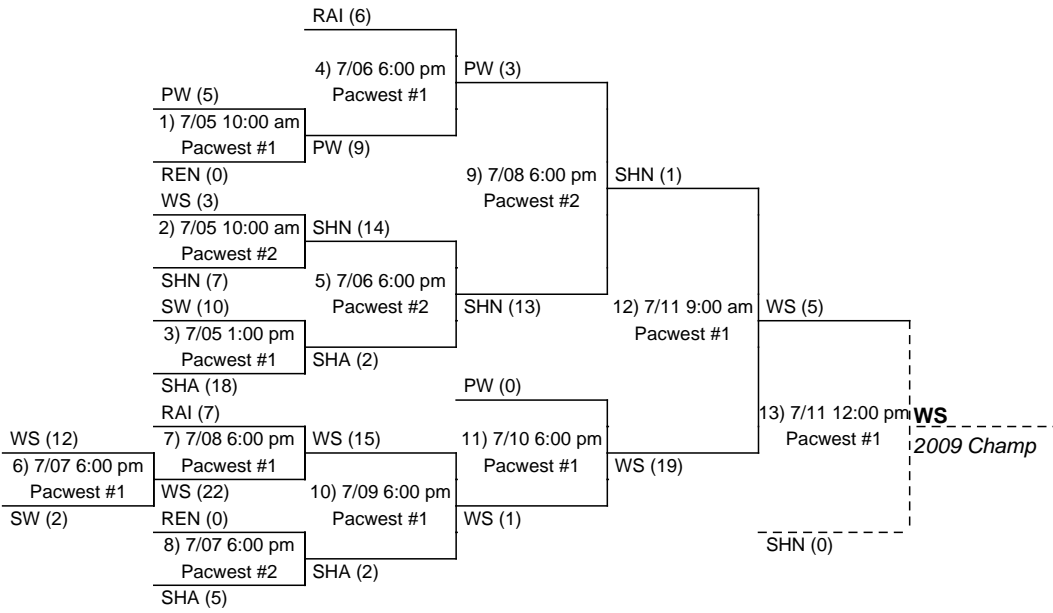 RAI (6)
4) 7/06 6:00 pm
Pacwest #1
PW (3)
PW (5)
1) 7/05 10:00 am
Pacwest #1
PW (9)
REN (0)
9) 7/08 6:00 pm
Pacwest #2
SHN (1)
WS (3)
2) 7/05 10:00 am
Pacwest #2
SHN (14)
SHN (7)
5) 7/06 6:00 pm
Pacwest #2
SHN (13)
SW (10)
3) 7/05 1:00 pm
Pacwest #1
SHA (2)
SHA (18)
12) 7/11 9:00 am
Pacwest #1
WS (5)
PW (0)
RAI (7)
7) 7/08 6:00 pm
Pacwest #1
WS (15)
11) 7/10 6:00 pm
Pacwest #1
WS (19)
13) 7/11 12:00 pm
Pacwest #1
WS
2009 Champ
WS (12)
6) 7/07 6:00 pm
Pacwest #1
SW (2)
WS (22)
10) 7/09 6:00 pm
Pacwest #1
WS (1)
REN (0)
8) 7/07 6:00 pm
Pacwest #2
SHA (2)
SHA (5)
SHN (0)